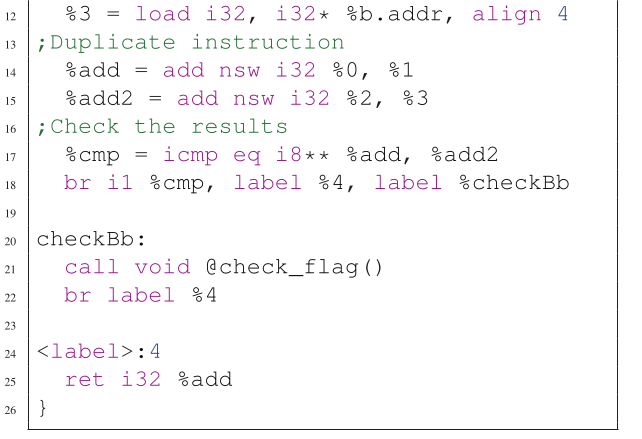 12 %3 = load i32, i32* %b.addr, align 4
13 ;Duplicate instruction
14 %add = add nsw i32 %0, %1
15 %add2 = add nsw i32 %2, %3
16 ;Check the results
17 %cmp = icmp eq i8** %add, %add2
18 br i1 %cmp, label %4, label %checkBb
19
20 checkBb:
21 call void @check_flag()
22 br label %4
23
24 <label>:4
25 ret i32 %add
26 }